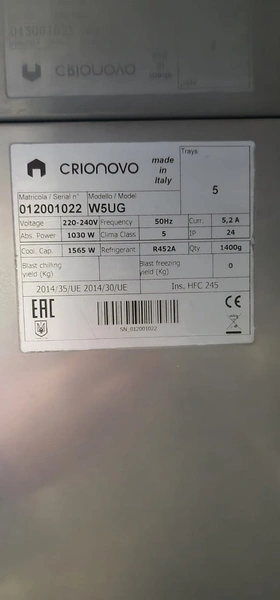 CRIONOVO
made in Italy
Trays
5
Matricola / Serial n° Modello / Model
012001022 W5UG
Voltage 220-240V Frequency 50Hz Curr. 5,2 A
Abs. Power 1030 W Clima Class 5 IP 24
Cool. Cap. 1565 W Refrigerant R452A Qty 1400g
Blast chilling yield (Kg) Blast freezing yield (Kg) 0
2014/35/UE 2014/30/UE Ins. HFC 245
EAC CE
SN_012001022